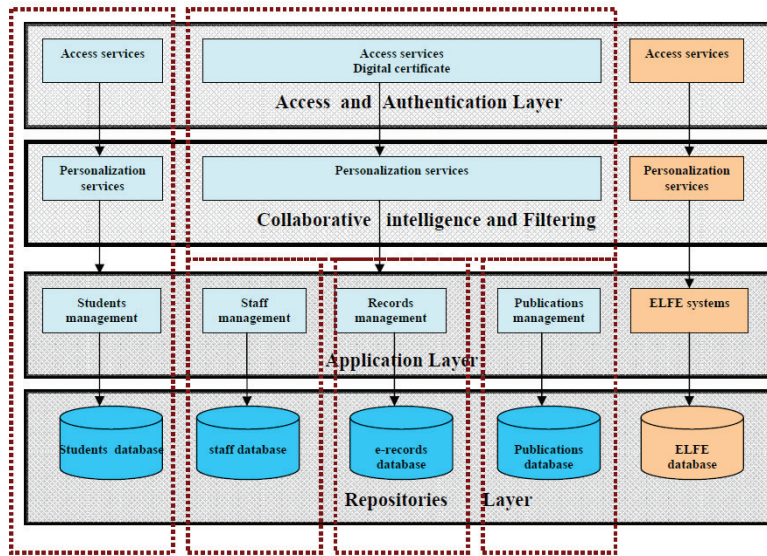 Access services
Access services
Digital certificate
Access services
Access and Authentication Layer
Personalization
services
Personalization services
Personalization
services
Collaborative intelligence and Filtering
Students
management
Staff
management
Records
management
Publications
management
ELFE systems
Application Layer
Students database
staff database
e-records
database
Publications
database
ELFE
database
Repositories Layer